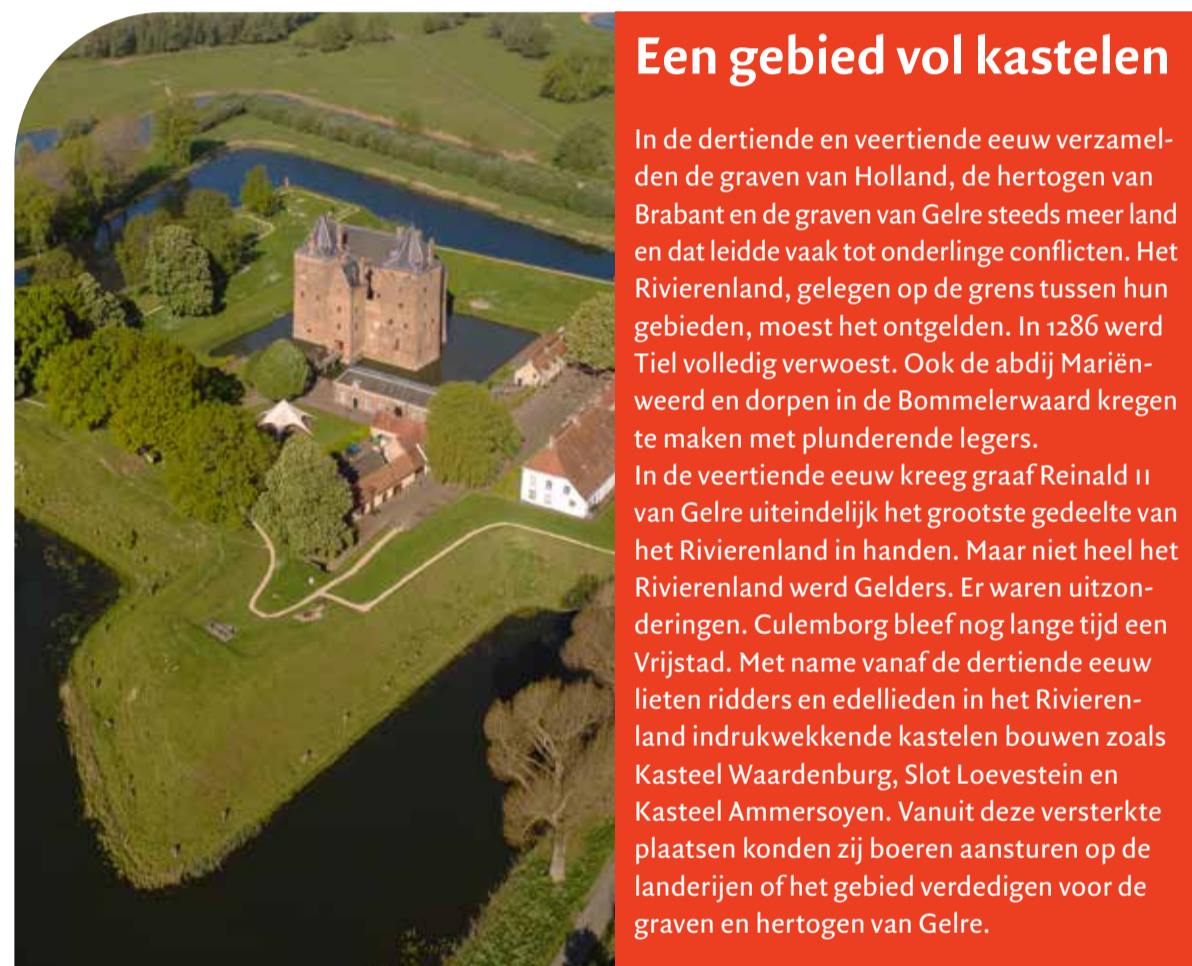 Een gebied vol kastelen
In de dertiende en veertiende eeuw verzamel-
den de graven van Holland, de hertogen van
Brabant en de graven van Gelre steeds meer land
en dat leidde vaak tot onderlinge conflicten. Het
Rivierenland, gelegen op de grens tussen hun
gebieden, moest het ontgelden. In 1286 werd
Tiel volledig verwoest. Ook de abdij Mariën-
weerd en dorpen in de Bommelerwaard kregen
te maken met plunderende legers.
In de veertiende eeuw kreeg graaf Reinald II
van Gelre uiteindelijk het grootste gedeelte van
het Rivierenland in handen. Maar niet heel het
Rivierenland werd Gelders. Er waren uitzon-
deringen. Culemborg bleef nog lange tijd een
Vrijstad. Met name vanaf de dertiende eeuw
lieten ridders en edellieden in het Rivieren-
land indrukwekkende kastelen bouwen zoals
Kasteel Waardenburg, Slot Loevestein en
Kasteel Ammersoyen. Vanuit deze versterkte
plaatsen konden zij boeren aansturen op de
landerijen of het gebied verdedigen voor de
graven en hertogen van Gelre.